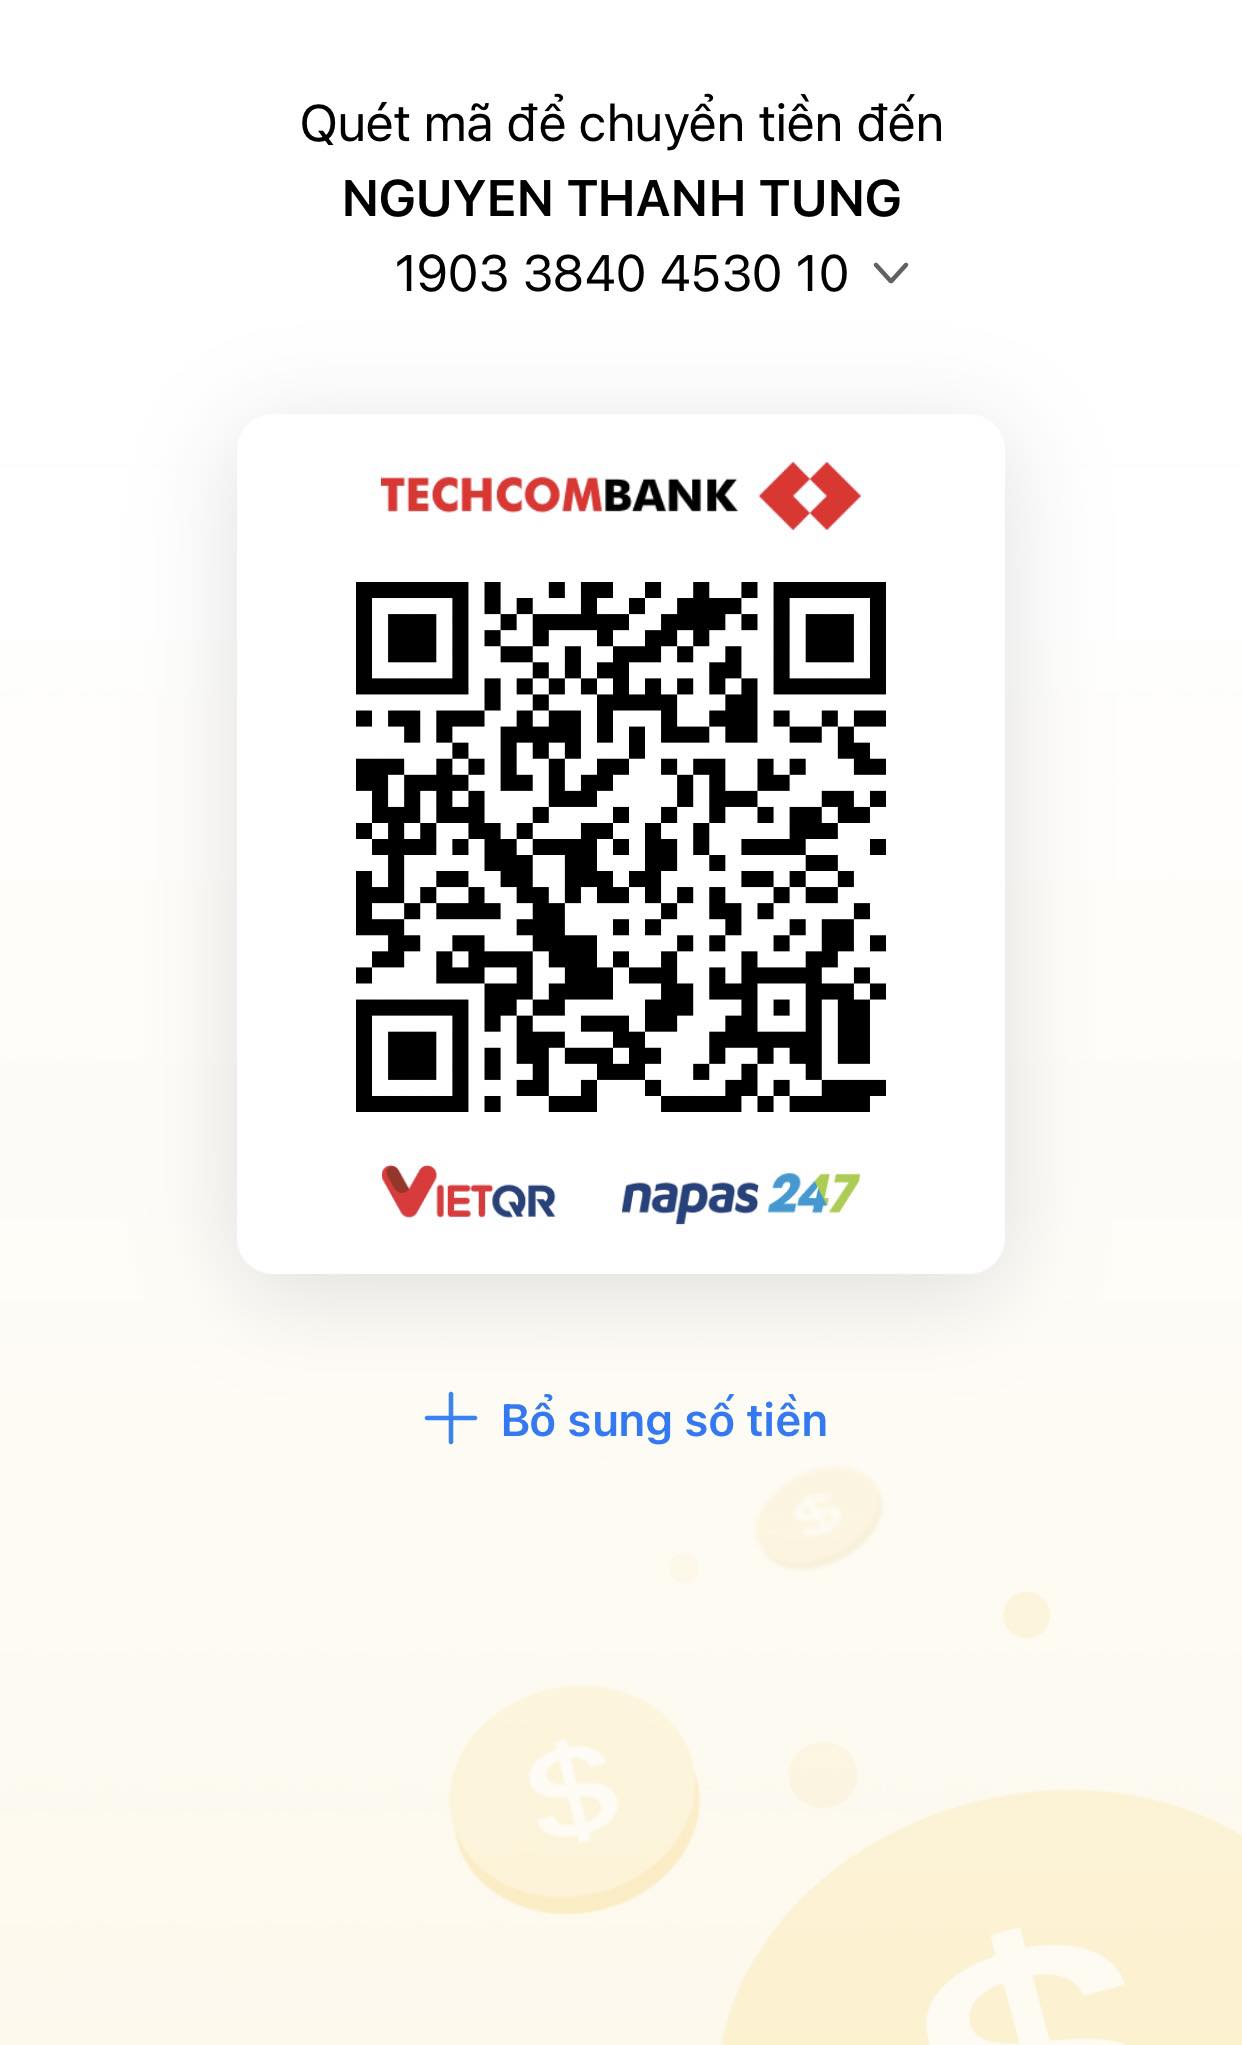 Quét mã để chuyển tiền đến
NGUYEN THANH TUNG
1903 3840 4530 10
TECHCOMBANK
VIETQR napas 247
Bổ sung số tiền
$
$
$